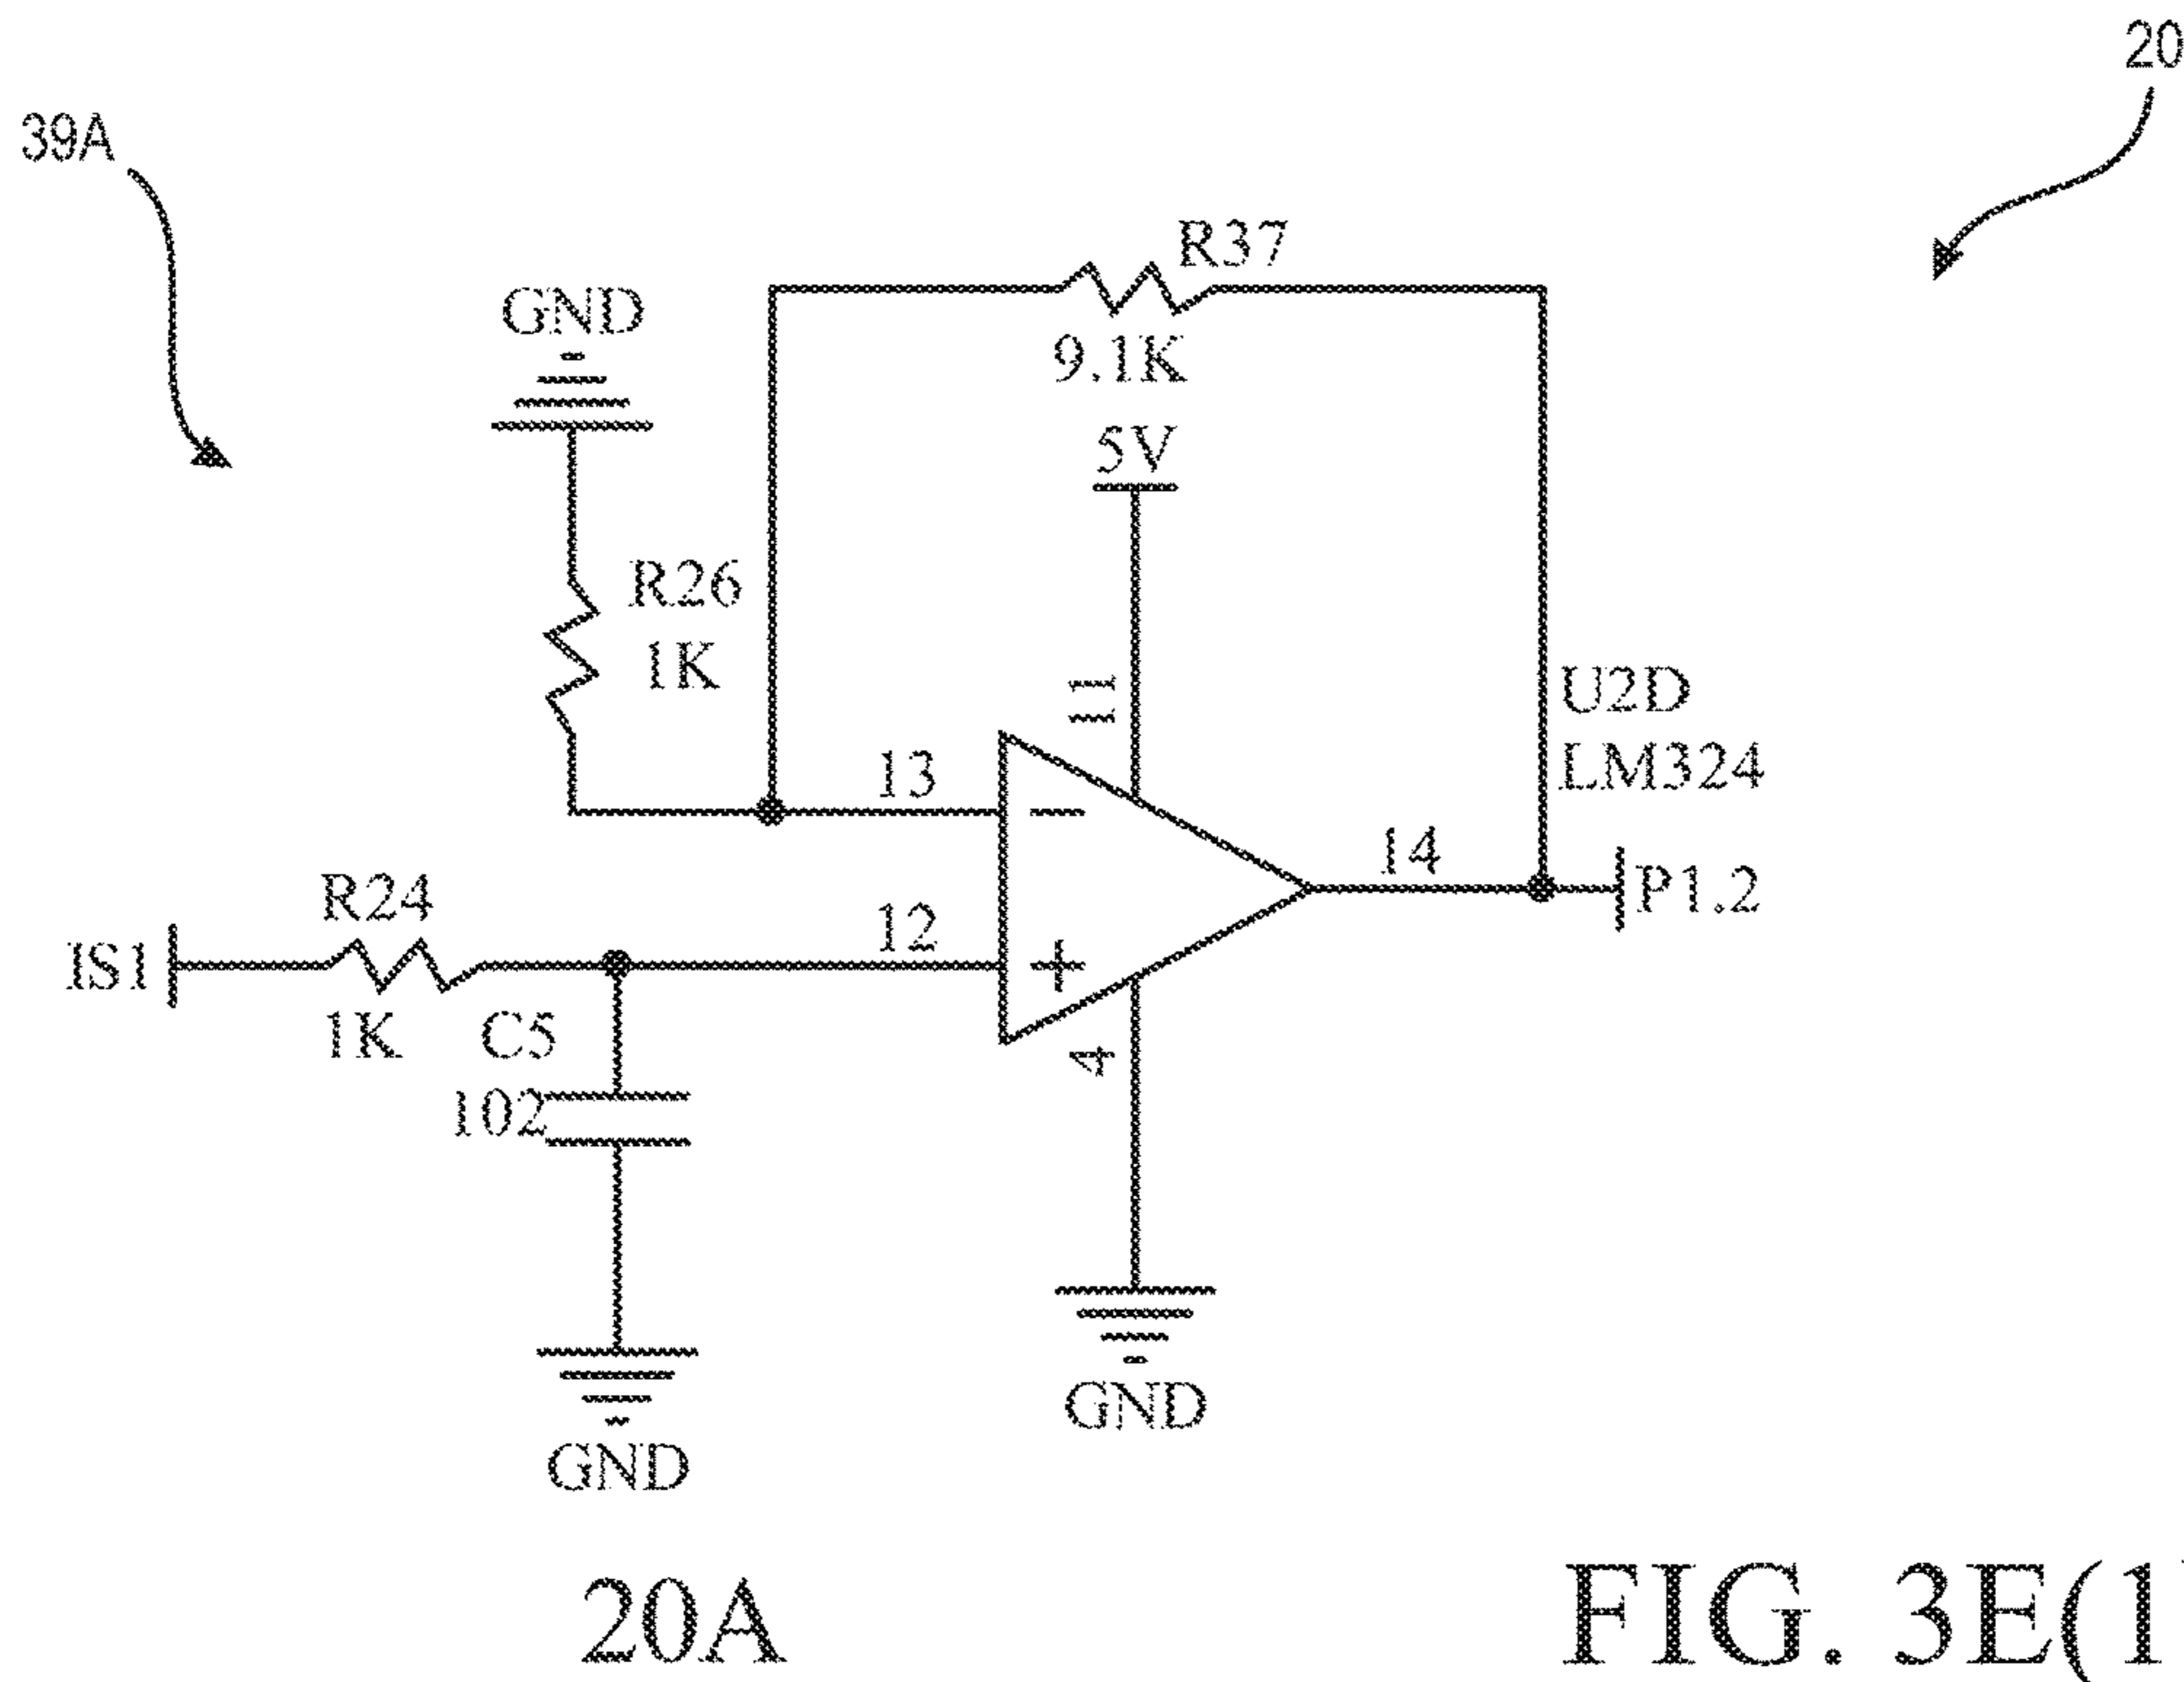 20
39A
R37
GND
9.1K
5V
R26
1K
11
U2D
13
LM324
14
R24
12
P1.2
IS1
1K
C5
4
102
GND
GND
20A
FIG. 3E(1